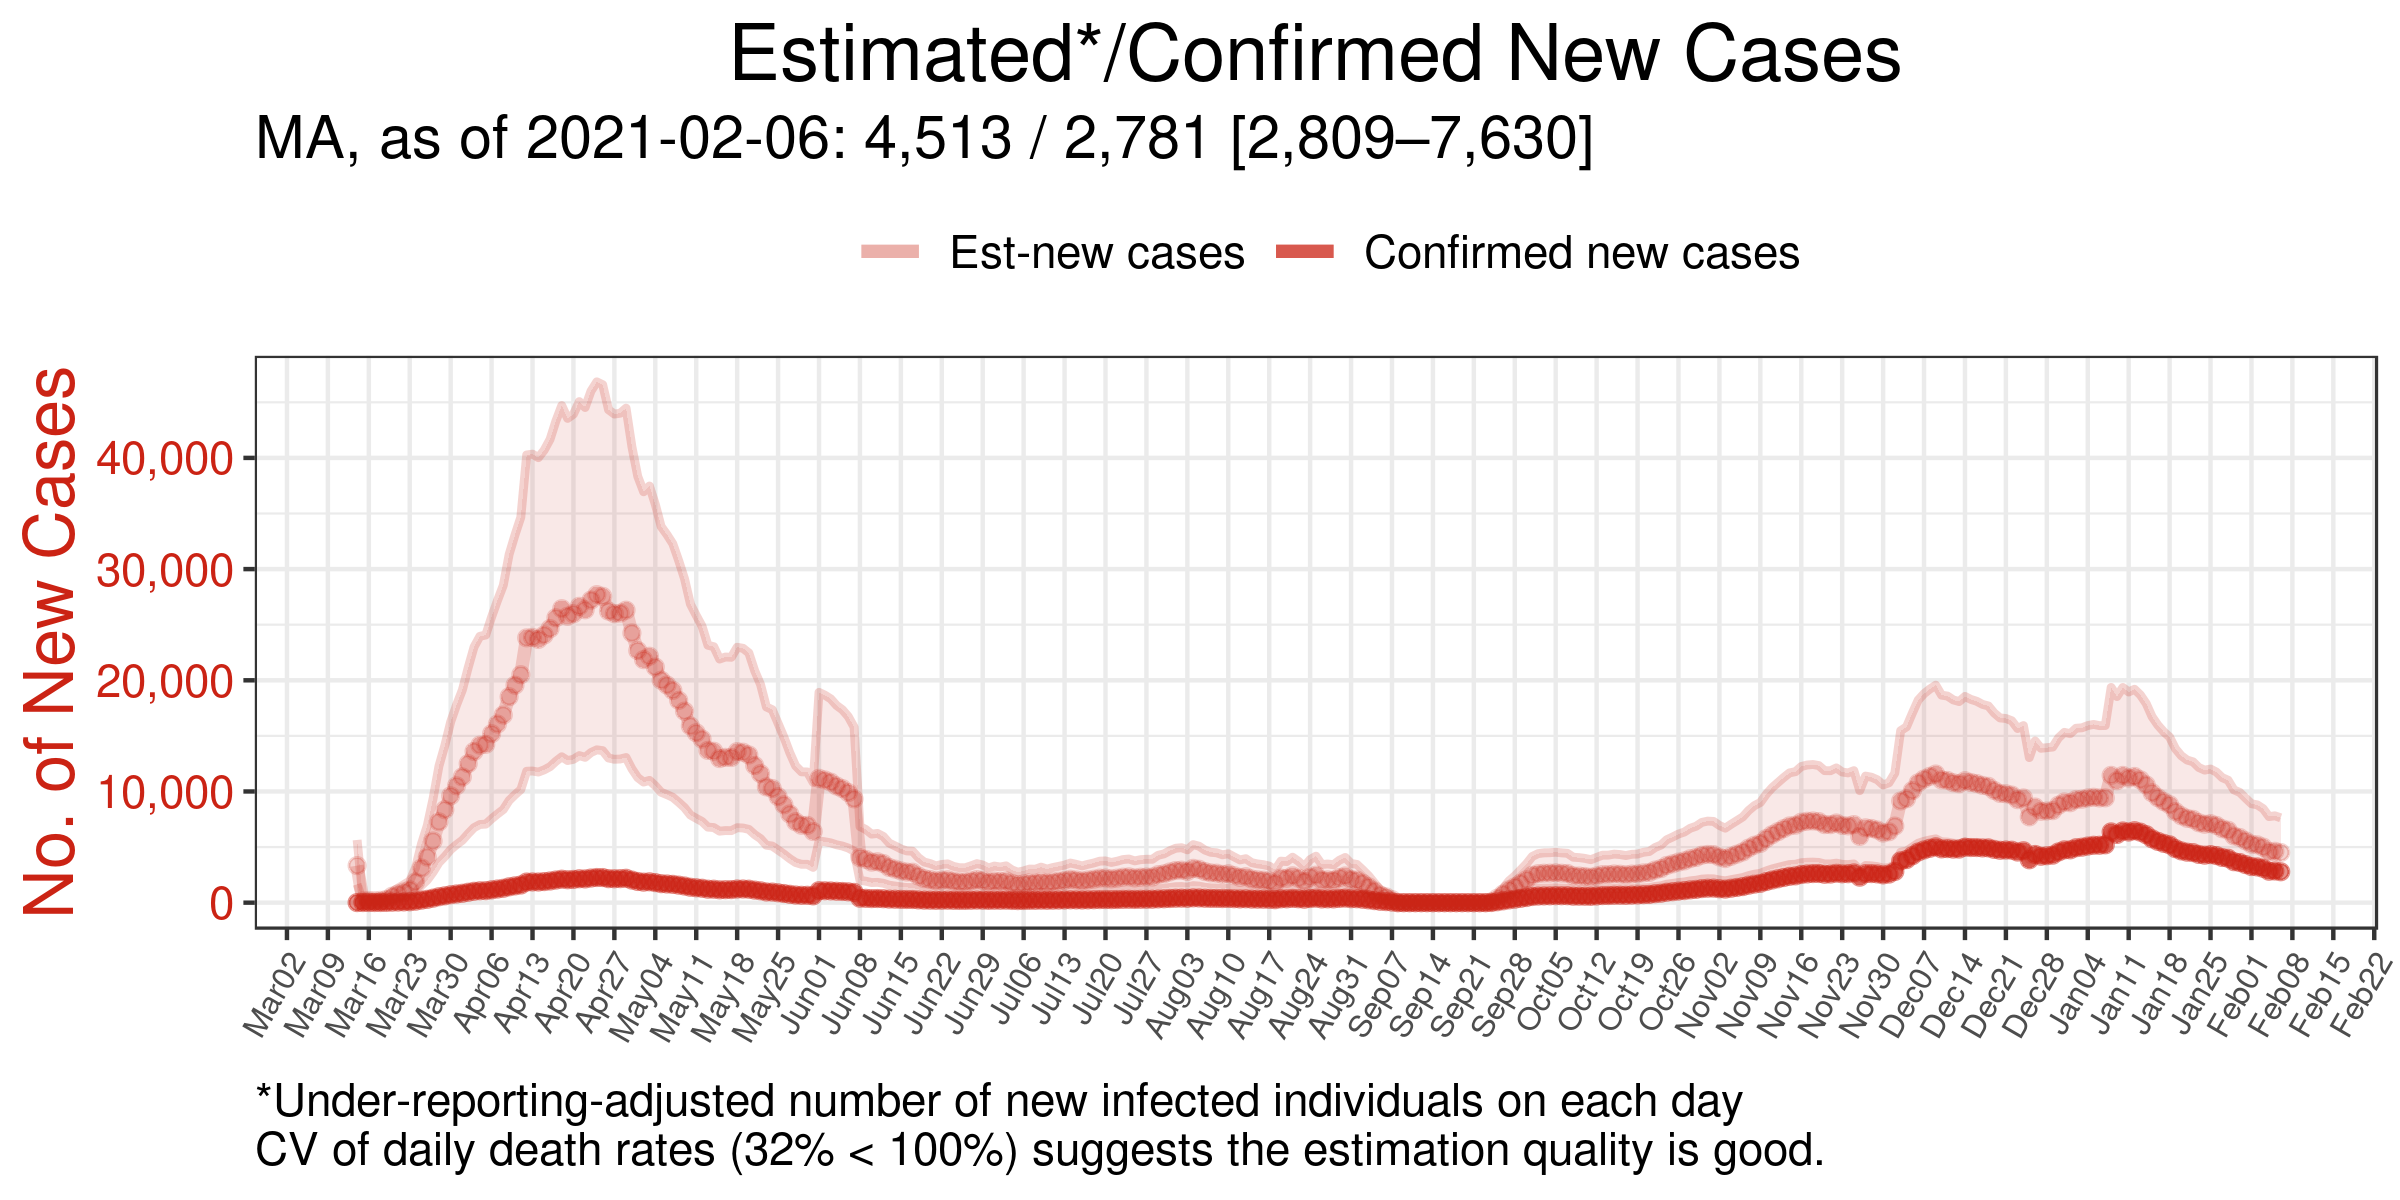 Estimated*/Confirmed New Cases
MA, as of 2021-02-06: 4,513 / 2,781 [2,809–7,630]
Est-new cases Confirmed new cases
No. of New Cases
40,000
30,000
20,000
10,000
0
Mar02 Mar09 Mar16 Mar23 Mar30 Apr06 Apr13 Apr20 Apr27 May04 May11 May18 May25 Jun01 Jun08 Jun15 Jun22 Jun29 Jul06 Jul13 Jul20 Jul27 Aug03 Aug10 Aug17 Aug24 Aug31 Sep07 Sep14 Sep21 Sep28 Oct05 Oct12 Oct19 Oct26 Nov02 Nov09 Nov16 Nov23 Nov30 Dec07 Dec14 Dec21 Dec28 Jan04 Jan11 Jan18 Jan25 Feb01 Feb08 Feb15 Feb22
*Under-reporting-adjusted number of new infected individuals on each day
CV of daily death rates (32% < 100%) suggests the estimation quality is good.